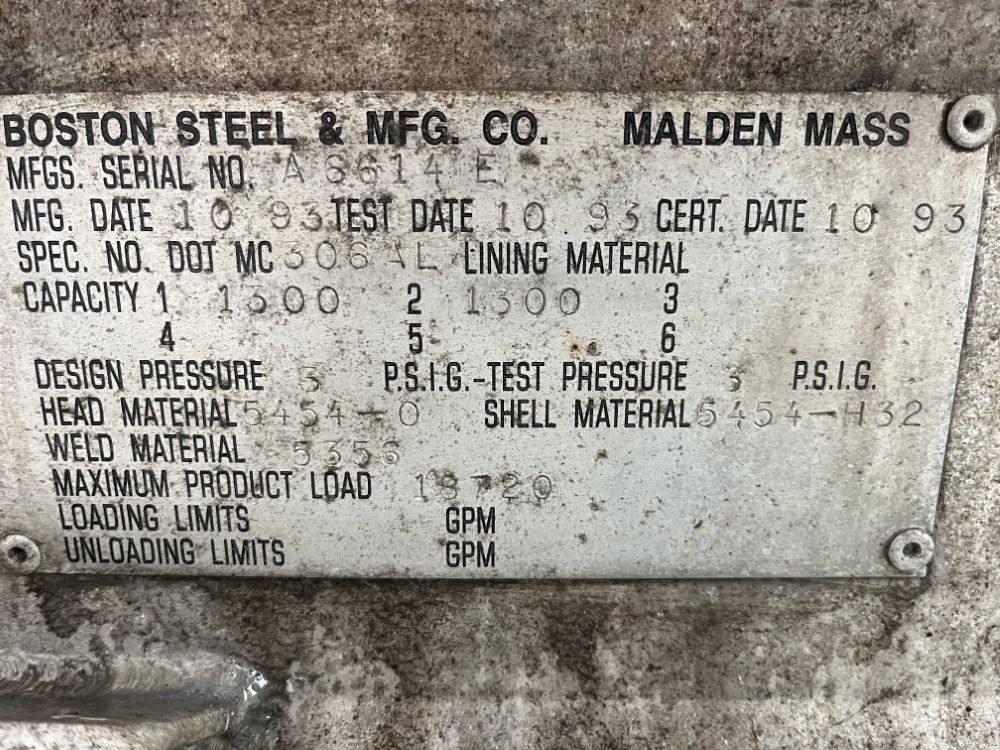 BOSTON STEEL & MFG. CO. MALDEN MASS
MFGS. SERIAL NO. A6614 E
MFG. DATE 10 93 TEST DATE 10 93 CERT. DATE 10 93
SPEC. NO. DOT MC 306AL LINING MATERIAL
CAPACITY 1 1300 2 1300 3
4 5 6
DESIGN PRESSURE 3 P.S.I.G.-TEST PRESSURE 3 P.S.I.G.
HEAD MATERIAL 5454-0 SHELL MATERIAL 5454-H32
WELD MATERIAL 5356
MAXIMUM PRODUCT LOAD 18720
LOADING LIMITS GPM
UNLOADING LIMITS GPM